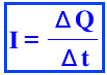 I = ΔQ / Δt